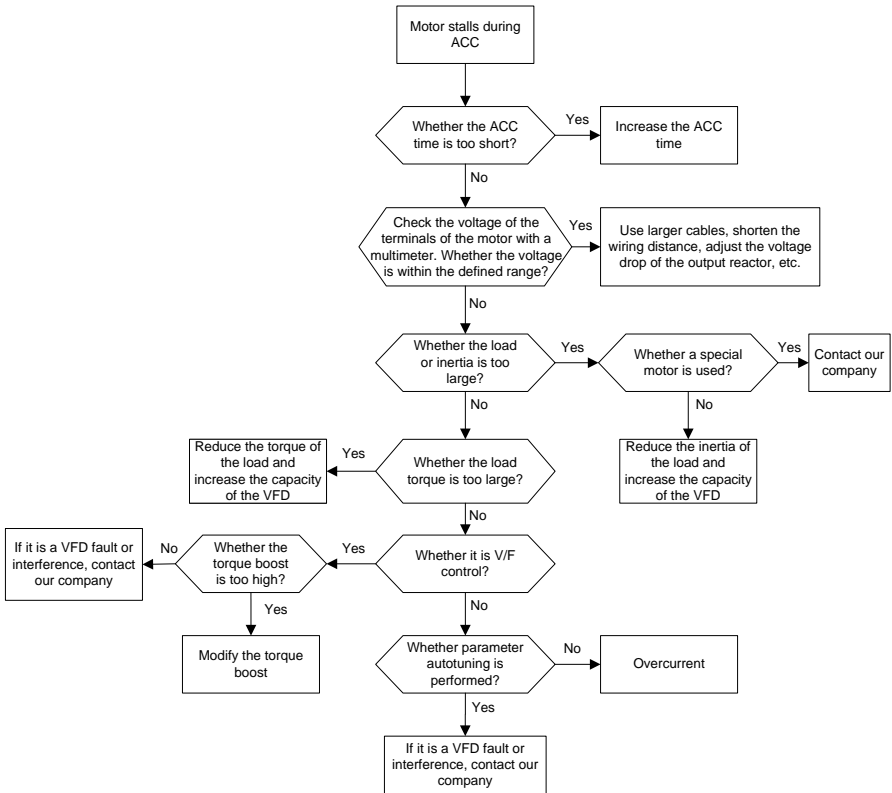 Motor stalls during
ACC
Whether the ACC
time is too short?
Yes
Increase the ACC
time
No
Check the voltage of the
terminals of the motor with a
multimeter. Whether the voltage
is within the defined range?
Yes
Use larger cables, shorten the
wiring distance, adjust the voltage
drop of the output reactor, etc.
No
Whether the load
or inertia is too
large?
Yes
Whether a special
motor is used?
Yes
Contact our
company
No
No
Reduce the inertia of
the load and
increase the capacity
of the VFD
Whether the load
torque is too large?
Yes
Reduce the torque of
the load and
increase the capacity
of the VFD
No
Whether it is V/F
control?
Yes
Whether the
torque boost
is too high?
No
If it is a VFD fault or
interference, contact
our company
Yes
Modify the torque
boost
No
Whether parameter
autotuning is
performed?
No
Overcurrent
Yes
If it is a VFD fault or
interference, contact our
company